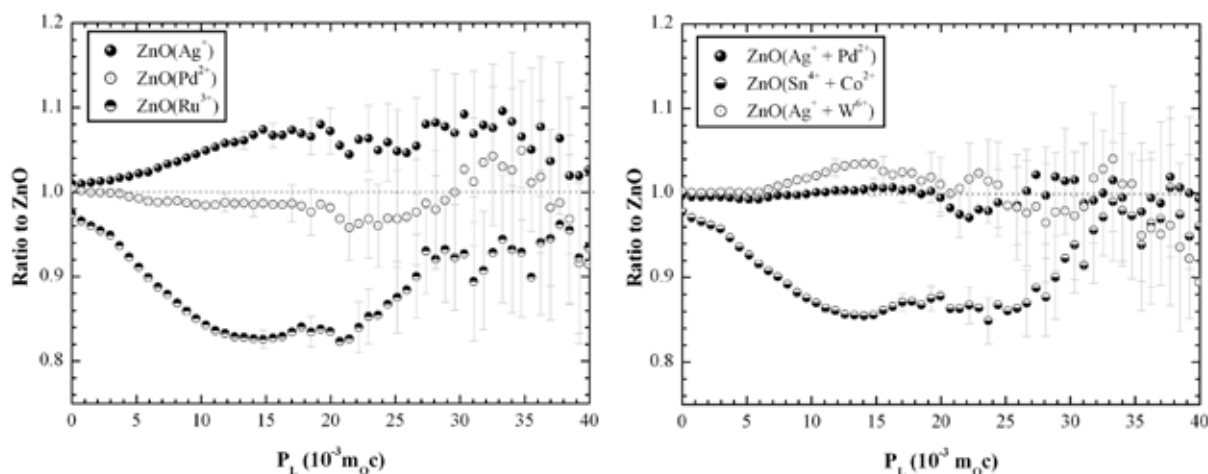 1.2
1.1
1.0
0.9
0.8
Ratio to ZnO
ZnO(Ag⁺)
ZnO(Pd²⁺)
ZnO(Ru³⁺)
0 5 10 15 20 25 30 35 40
P_L (10⁻³ m_O c)
1.2
1.1
1.0
0.9
0.8
Ratio to ZnO
ZnO(Ag⁺ + Pd²⁺)
ZnO(Sn⁴⁺ + Co²⁺)
ZnO(Ag⁺ + W⁶⁺)
0 5 10 15 20 25 30 35 40
P_L (10⁻³ m_O c)